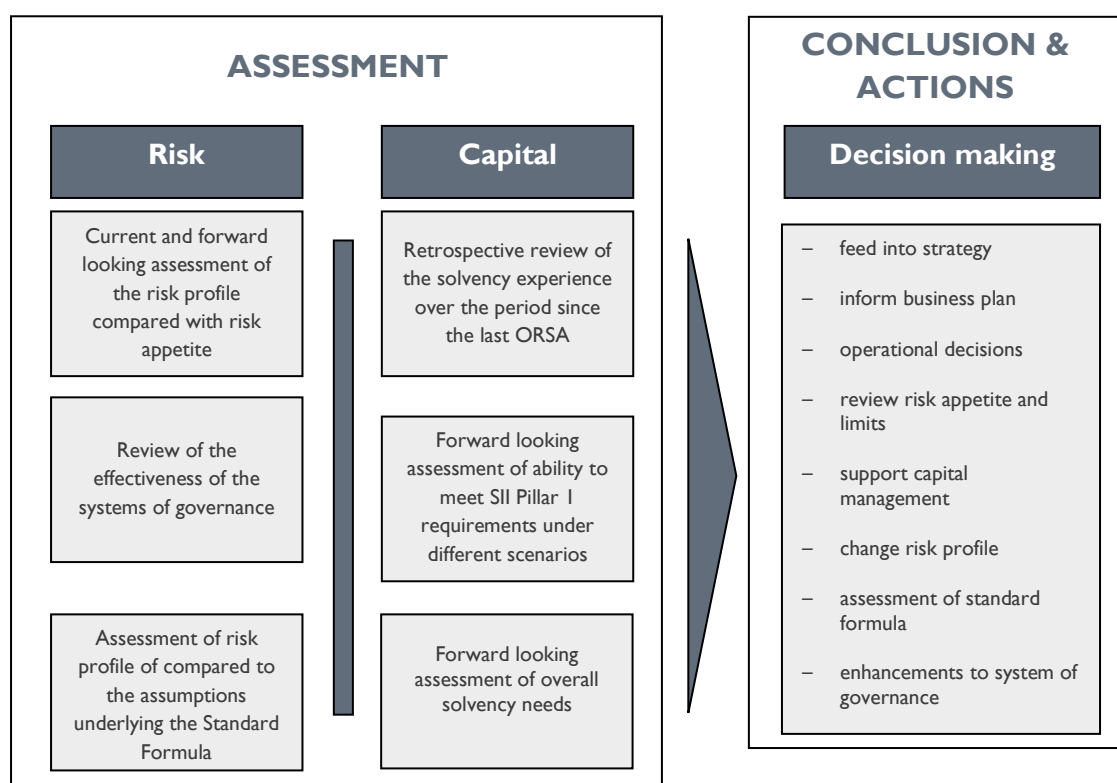 ASSESSMENT
Risk
Current and forward
looking assessment of
the risk profile
compared with risk
appetite
Review of the
effectiveness of the
systems of governance
Assessment of risk
profile of compared to
the assumptions
underlying the Standard
Formula
Capital
Retrospective review of
the solvency experience
over the period since
the last ORSA
Forward looking
assessment of ability to
meet SII Pillar I
requirements under
different scenarios
Forward looking
assessment of overall
solvency needs
CONCLUSION &
ACTIONS
Decision making
– feed into strategy
– inform business plan
– operational decisions
– review risk appetite and
limits
– support capital
management
– change risk profile
– assessment of standard
formula
– enhancements to system of
governance